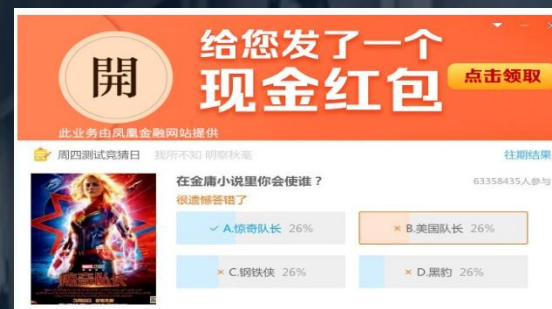 開
给您发了一个
现金红包
点击领取
此业务由凤凰金融网站提供
周四测试竞猜日 我所不知 明察秋毫
往期结果
在金庸小说里你会使谁？
63358435人参与
很遗憾答错了
✓ A.惊奇队长 26%
× B.美国队长 26%
× C.钢铁侠 26%
× D.黑豹 26%
惊奇队长